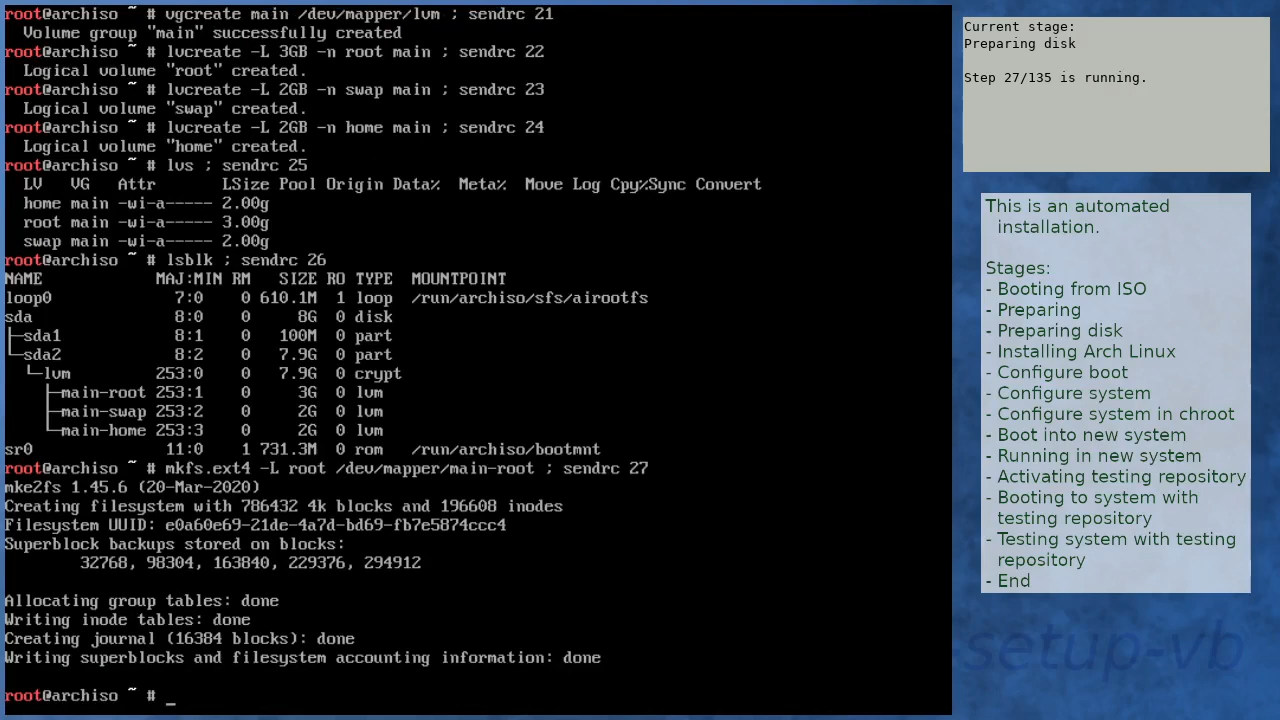 root@archiso ~ # vgcreate main /dev/mapper/lvm ; sendrc 21
  Volume group "main" successfully created
root@archiso ~ # lvcreate -L 3GB -n root main ; sendrc 22
  Logical volume "root" created.
root@archiso ~ # lvcreate -L 2GB -n swap main ; sendrc 23
  Logical volume "swap" created.
root@archiso ~ # lvcreate -L 2GB -n home main ; sendrc 24
  Logical volume "home" created.
root@archiso ~ # lvs ; sendrc 25
  LV   VG   Attr       LSize Pool Origin Data%  Meta%  Move Log Cpy%Sync Convert
  home main -wi-a----- 2.00g
  root main -wi-a----- 3.00g
  swap main -wi-a----- 2.00g
root@archiso ~ # lsblk ; sendrc 26
NAME            MAJ:MIN RM   SIZE RO TYPE  MOUNTPOINT
loop0             7:0    0 610.1M  1 loop  /run/archiso/sfs/airootfs
sda               8:0    0     8G  0 disk
├─sda1            8:1    0   100M  0 part
└─sda2            8:2    0   7.9G  0 part
  └─lvm         253:0    0   7.9G  0 crypt
    ├─main-root 253:1    0     3G  0 lvm
    ├─main-swap 253:2    0     2G  0 lvm
    └─main-home 253:3    0     2G  0 lvm
sr0              11:0    1 731.3M  0 rom   /run/archiso/bootmnt
root@archiso ~ # mkfs.ext4 -L root /dev/mapper/main-root ; sendrc 27
mke2fs 1.45.6 (20-Mar-2020)
Creating filesystem with 786432 4k blocks and 196608 inodes
Filesystem UUID: e0a60e69-21de-4a7d-bd69-fb7e5874ccc4
Superblock backups stored on blocks:
        32768, 98304, 163840, 229376, 294912
Allocating group tables: done
Writing inode tables: done
Creating journal (16384 blocks): done
Writing superblocks and filesystem accounting information: done
root@archiso ~ # _
Current stage:
Preparing disk
Step 27/135 is running.
This is an automated
installation.
Stages:
- Booting from ISO
- Preparing
- Preparing disk
- Installing Arch Linux
- Configure boot
- Configure system
- Configure system in chroot
- Boot into new system
- Running in new system
- Activating testing repository
- Booting to system with
testing repository
- Testing system with testing
repository
- End
setup-vb